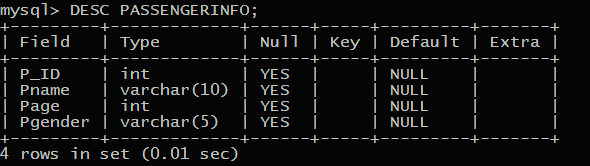 mysql> DESC PASSENGERINFO;
+---------+-------------+------+-----+---------+-------+
| Field   | Type        | Null | Key | Default | Extra |
+---------+-------------+------+-----+---------+-------+
| P_ID    | int         | YES  |     | NULL    |       |
| Pname   | varchar(10) | YES  |     | NULL    |       |
| Page    | int         | YES  |     | NULL    |       |
| Pgender | varchar(5)  | YES  |     | NULL    |       |
+---------+-------------+------+-----+---------+-------+
4 rows in set (0.01 sec)